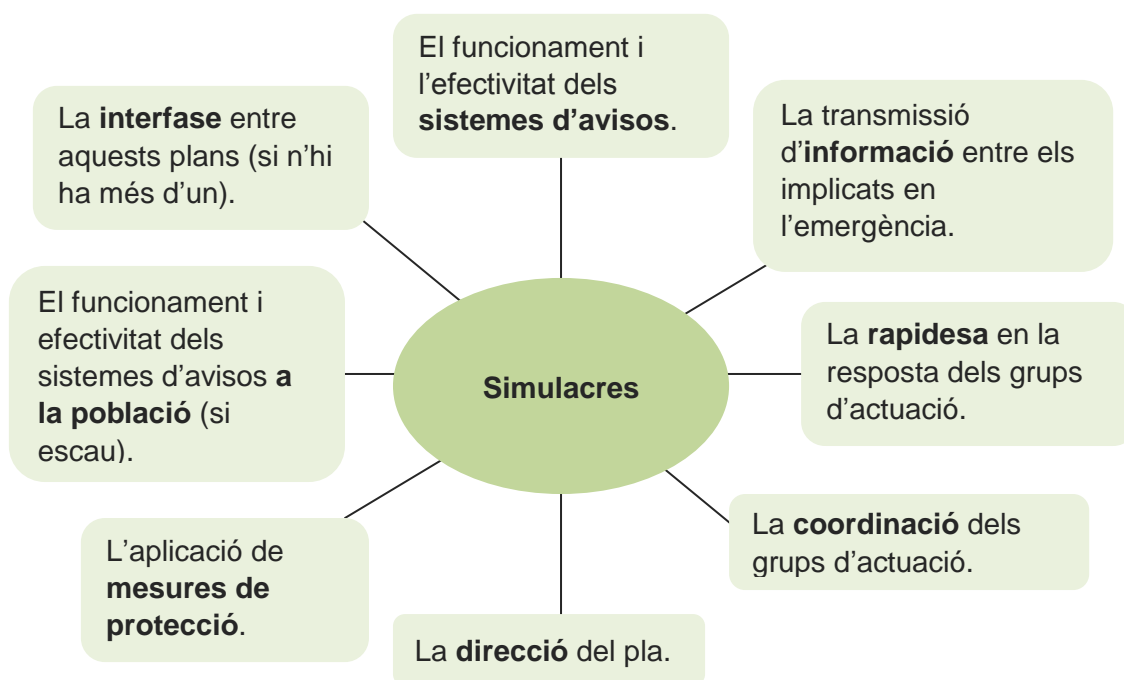 El funcionament i
l’efectivitat dels
sistemes d’avisos.
La transmissió
d’informació entre els
implicats en
l’emergència.
La rapidesa en la
resposta dels grups
d’actuació.
La coordinació dels
grups d’actuació.
La direcció del pla.
L’aplicació de
mesures de
protecció.
El funcionament i
efectivitat dels
sistemes d’avisos a
la població (si
escau).
La interfase entre
aquests plans (si n’hi
ha més d’un).
Simulacres